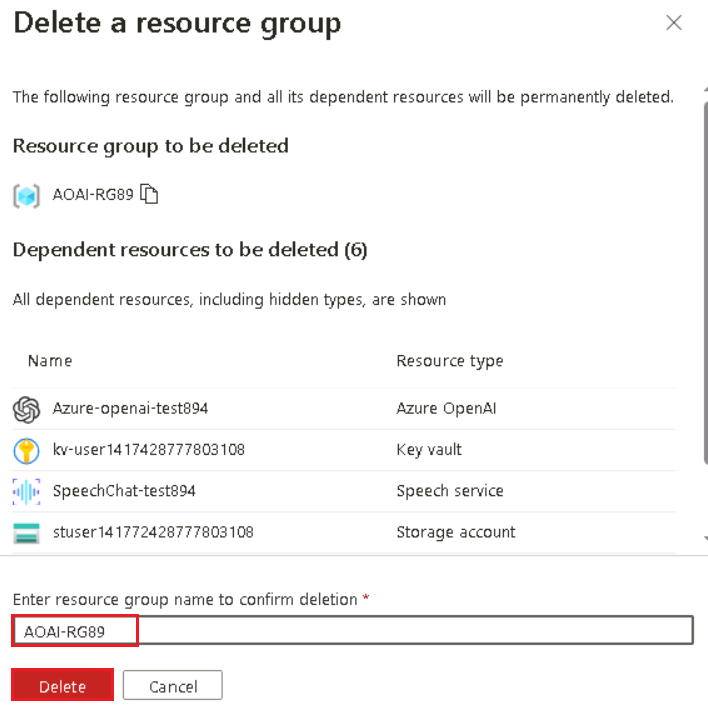 Delete a resource group
The following resource group and all its dependent resources will be permanently deleted.
Resource group to be deleted
AOAI-RG89
Dependent resources to be deleted (6)
All dependent resources, including hidden types, are shown
Name Resource type
Azure-openai-test894 Azure OpenAI
kv-user1417428777803108 Key vault
SpeechChat-test894 Speech service
stuser141772428777803108 Storage account
Enter resource group name to confirm deletion *
AOAI-RG89
Delete Cancel